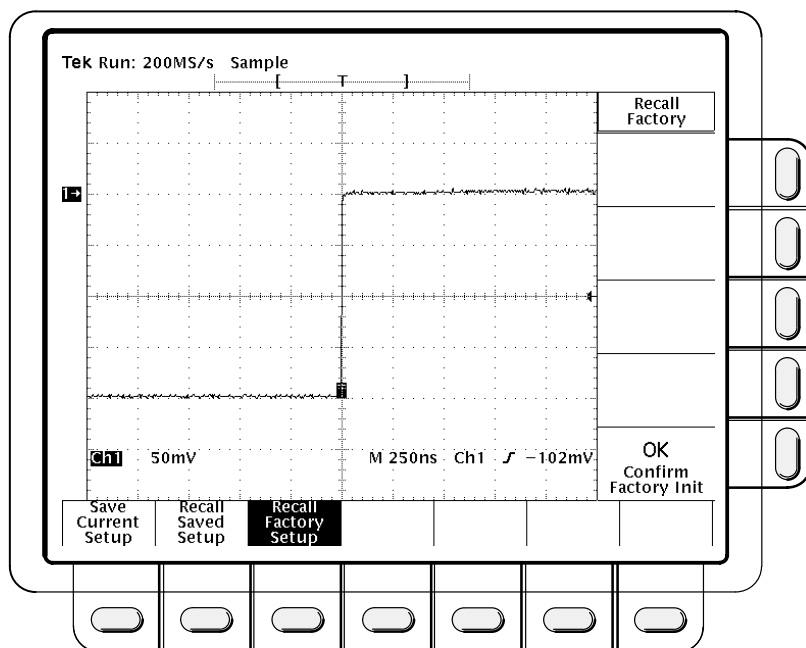 Tek Run: 200MS/s Sample
[ T ]
Recall
Factory
1→
Ch1 50mV M 250ns Ch1 ƒ −102mV
OK
Confirm
Factory Init
Save
Current
Setup
Recall
Saved
Setup
Recall
Factory
Setup